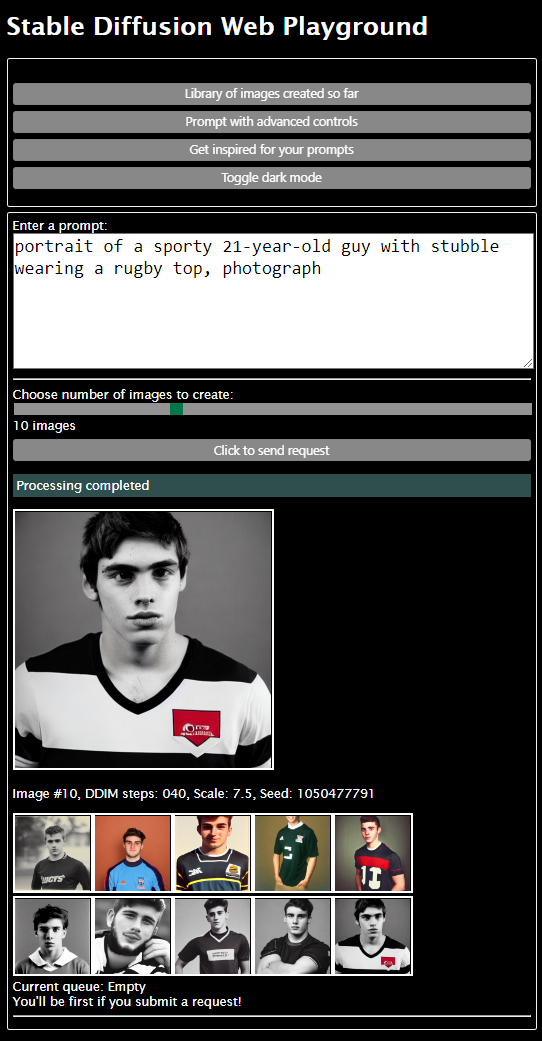 Stable Diffusion Web Playground
Library of images created so far
Prompt with advanced controls
Get inspired for your prompts
Toggle dark mode
Enter a prompt:
portrait of a sporty 21-year-old guy with stubble
wearing a rugby top, photograph
Choose number of images to create:
10 images
Click to send request
Processing completed
Image #10, DDIM steps: 040, Scale: 7.5, Seed: 1050477791
Current queue: Empty
You'll be first if you submit a request!